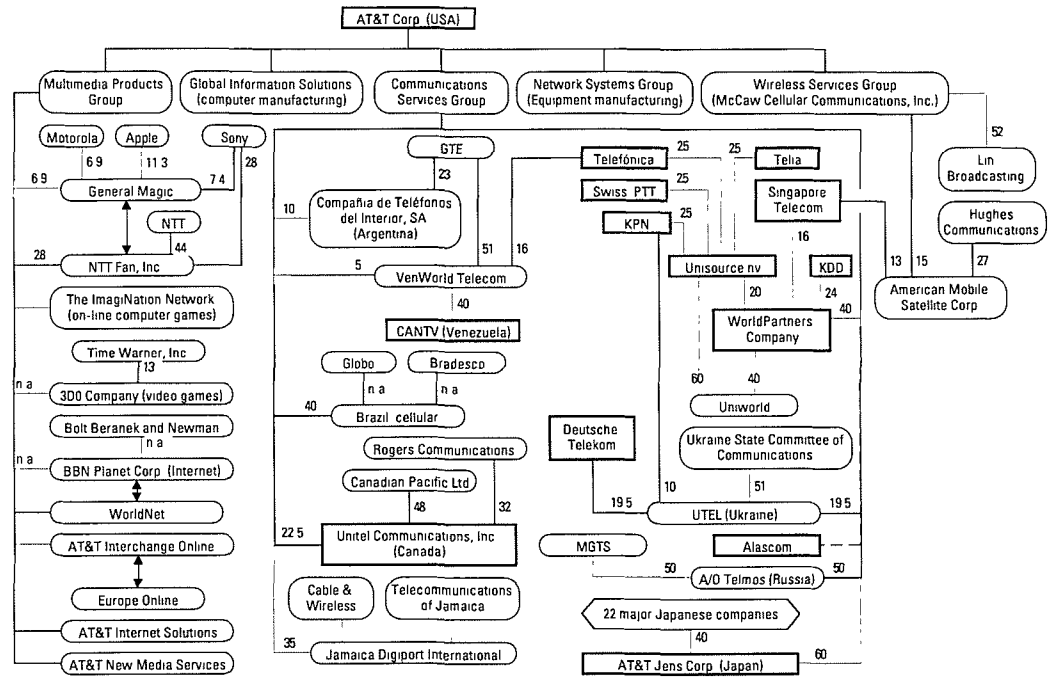 AT&T Corp (USA)
Multimedia Products
Group
Global Information Solutions
(computer manufacturing)
Communications
Services Group
Network Systems Group
(Equipment manufacturing)
Wireless Services Group
(McCaw Cellular Communications, Inc.)
Motorola
Apple
Sony
6 9
11 3
28
6 9
General Magic
7 4
NTT
44
28
NTT Fan, Inc
The ImagiNation Network
(on-line computer games)
Time Warner, Inc
13
n a
3D0 Company (video games)
Bolt Beranek and Newman
n a
n a
BBN Planet Corp (Internet)
WorldNet
AT&T Interchange Online
Europe Online
AT&T Internet Solutions
AT&T New Media Services
GTE
23
10
Compañia de Teléfonos
del Interior, SA
(Argentina)
51
16
5
VenWorld Telecom
40
CANTV (Venezuela)
Globo
Bradesco
n a
n a
40
Brazil cellular
Rogers Communications
Canadian Pacific Ltd
48
32
22 5
Unitel Communications, Inc
(Canada)
Cable &
Wireless
Telecommunications
of Jamaica
35
Jamaica Digiport International
Telefónica
25
25
Telia
Swiss PTT
25
Singapore
Telecom
KPN
25
16
Unisource nv
KDD
20
24
40
WorldPartners
Company
60
40
Uniworld
Deutsche
Telekom
Ukraine State Committee of
Communications
10
51
19 5
UTEL (Ukraine)
19 5
MGTS
Alascom
50
A/O Telmos (Russia)
50
22 major Japanese companies
40
AT&T Jens Corp (Japan)
60
52
Lin
Broadcasting
Hughes
Communications
13
15
27
American Mobile
Satellite Corp